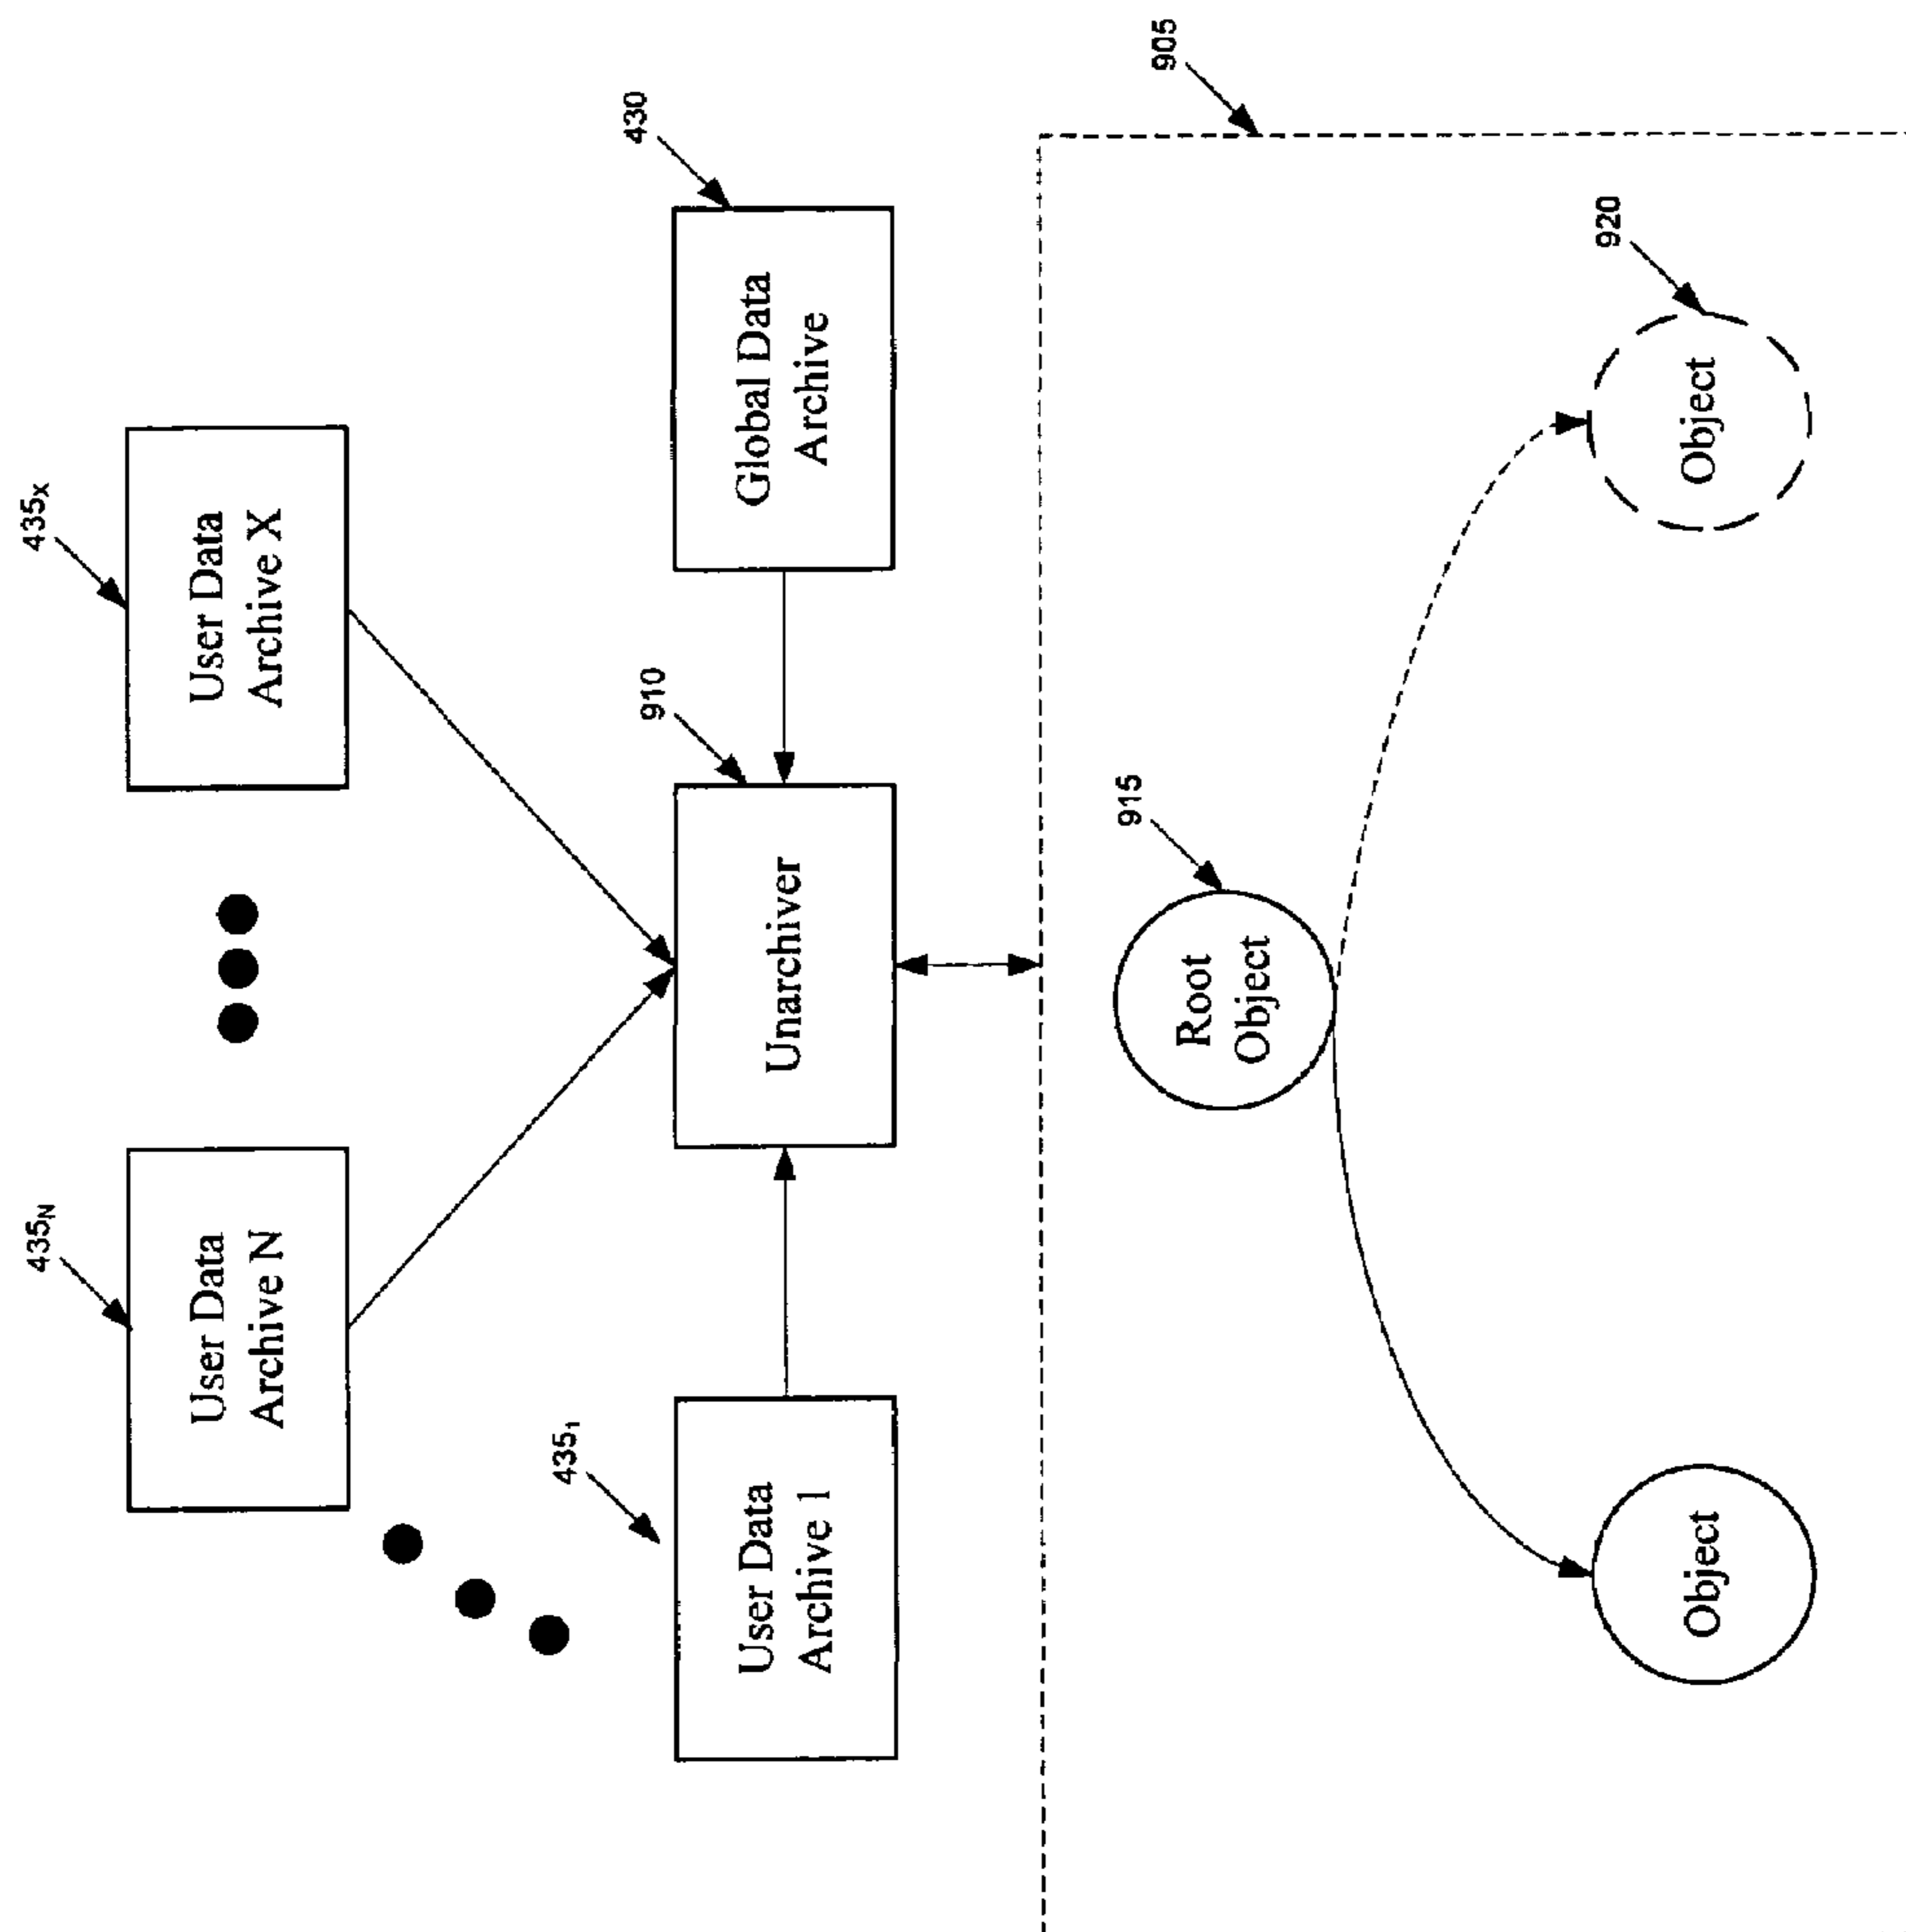 435N
435X
User Data
Archive N
User Data
Archive X
435₁
910
430
User Data
Archive 1
Unarchiver
Global Data
Archive
915
905
Root
Object
920
Object
Object